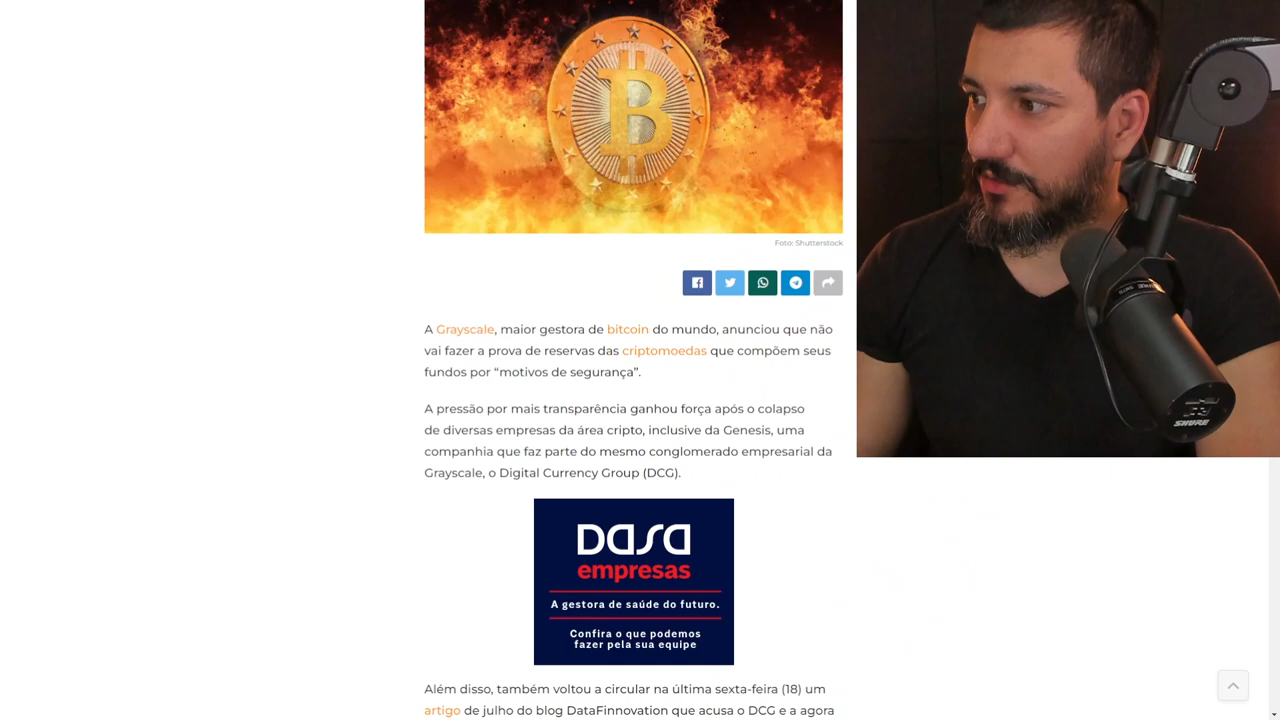 Foto: Shutterstock
A Grayscale, maior gestora de bitcoin do mundo, anunciou que não
vai fazer a prova de reservas das criptomoedas que compõem seus
fundos por “motivos de segurança”.
A pressão por mais transparência ganhou força após o colapso
de diversas empresas da área cripto, inclusive da Genesis, uma
companhia que faz parte do mesmo conglomerado empresarial da
Grayscale, o Digital Currency Group (DCG).
DASA
empresas
A gestora de saúde do futuro.
Confira o que podemos
fazer pela sua equipe
Além disso, também voltou a circular na última sexta-feira (18) um
artigo de julho do blog DataFinnovation que acusa o DCG e a agora
SHURE